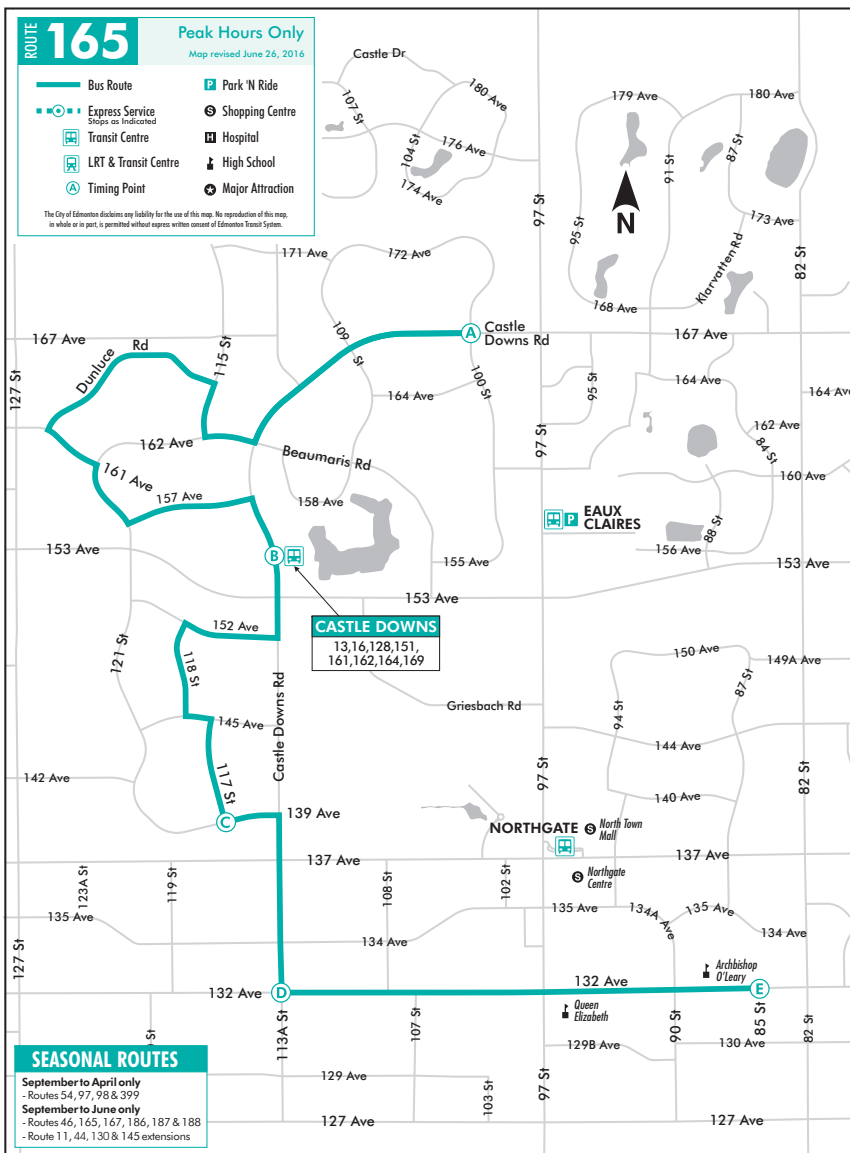 ROUTE 165
Peak Hours Only
Map revised June 26, 2016
Bus Route
Express Service
Stops as Indicated
Transit Centre
LRT & Transit Centre
A Timing Point
P Park 'N Ride
S Shopping Centre
H Hospital
High School
Major Attraction
The City of Edmonton disclaims any liability for the use of this map. No reproduction of this map,
in whole or in part, is permitted without express written consent of Edmonton Transit System.
Castle Dr
107 St
180 Ave
104 St
176 Ave
174 Ave
97 St
179 Ave
180 Ave
91 St
87 St
95 St
N
173 Ave
Klarvatten Rd
82 St
171 Ave
172 Ave
168 Ave
167 Ave
Dunluce Rd
115 St
109 St
A
Castle
Downs Rd
167 Ave
127 St
100 St
164 Ave
95 St
164 Ave
164 Ave
162 Ave
Beaumaris Rd
97 St
162 Ave
84 St
161 Ave
157 Ave
158 Ave
160 Ave
P
EAUX
CLAIRES
88 St
153 Ave
B
155 Ave
156 Ave
153 Ave
153 Ave
CASTLE DOWNS
13,16,128,151,
161,162,164,169
152 Ave
121 St
118 St
150 Ave
149A Ave
87 St
Griesbach Rd
94 St
145 Ave
Castle Downs Rd
144 Ave
97 St
82 St
142 Ave
117 St
140 Ave
C
139 Ave
NORTHGATE
S
North Town
Mall
137 Ave
137 Ave
123A St
119 St
108 St
102 St
S
Northgate
Centre
135 Ave
135 Ave
134A Ave
135 Ave
134 Ave
134 Ave
127 St
Archbishop
O'Leary
132 Ave
D
132 Ave
E
Queen
Elizabeth
113A St
107 St
90 St
85 St
82 St
129B Ave
130 Ave
129 Ave
103 St
97 St
127 Ave
127 Ave
SEASONAL ROUTES
September to April only
- Routes 54, 97, 98 & 399
September to June only
- Routes 46, 165, 167, 186, 187 & 188
- Route 11, 44, 130 & 145 extensions